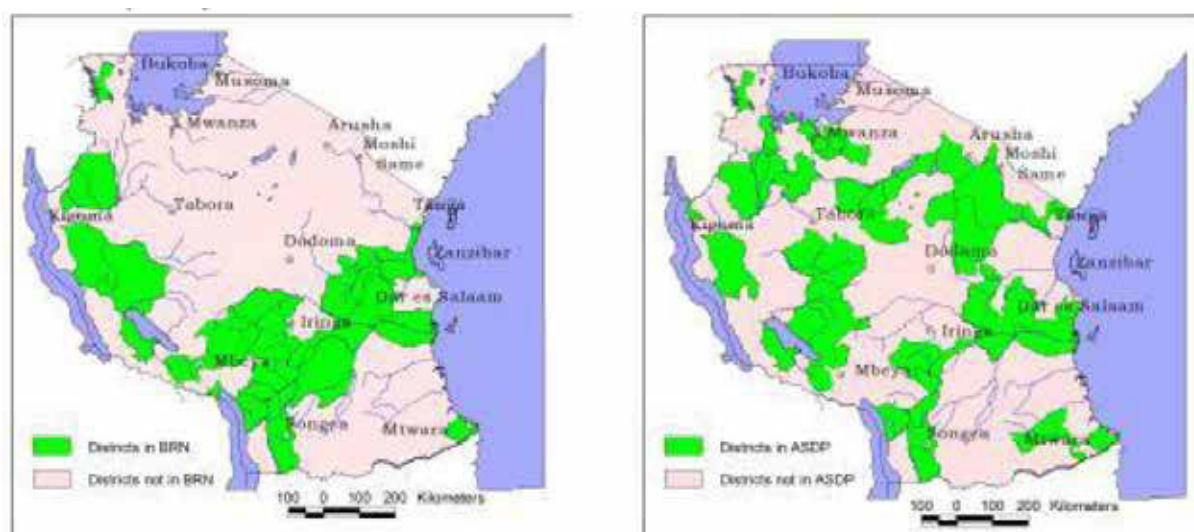 Bukoba
Musoma
Mwanza
Arusha
Moshi
Same
Tabora
Kigoma
Tanga
Dodoma
Zanzibar
Dar es Salaam
Iringa
Songea
Mtwara
Districts in BRN
Districts not in BRN
100 0 100 200 Kilometers
Bukoba
Musoma
Mwanza
Arusha
Moshi
Same
Tabora
Kigoma
Tanga
Dodoma
Zanzibar
Dar es Salaam
Iringa
Mbeya
Songea
Mtwara
Districts in ASDP
Districts not in ASDP
100 0 100 200 Kilometers